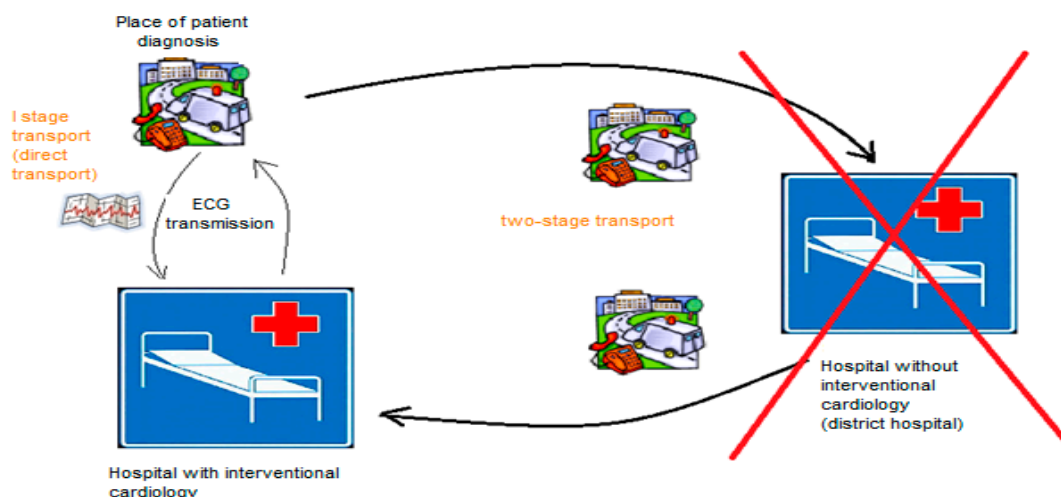 Place of patient
diagnosis
I stage
transport
(direct
transport)
ECG
transmission
two-stage transport
Hospital without
interventional
cardiology
(district hospital)
Hospital with interventional
cardiology